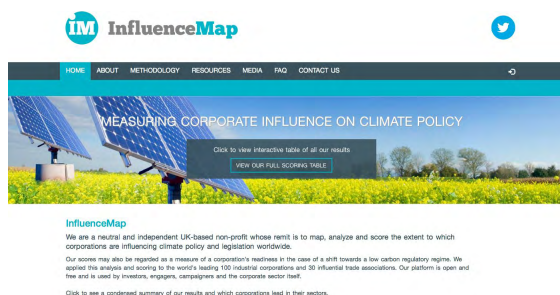 IM InfluenceMap
HOME ABOUT METHODOLOGY RESOURCES MEDIA FAQ CONTACT US
MEASURING CORPORATE INFLUENCE ON CLIMATE POLICY
Click to view interactive table of all our results
VIEW OUR FULL SCORING TABLE
InfluenceMap
We are a neutral and independent UK-based non-profit whose remit is to map, analyze and score the extent to which
corporations are influencing climate policy and legislation worldwide.
Our scores may also be regarded as a measure of a corporation's readiness in the case of a shift towards a low carbon regulatory regime. We
applied this analysis and scoring to the world's leading 100 industrial corporations and 30 influential trade associations. Our platform is open and
free and is used by investors, engagers, campaigners and the corporate sector itself.
Click to see a condensed summary of our results and which corporations lead in their sectors.